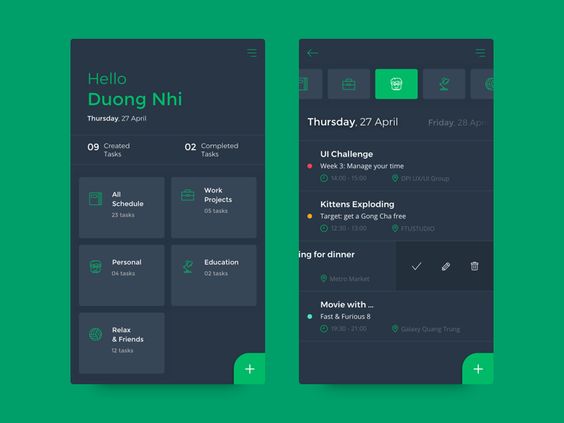 Hello
Duong Nhi
Thursday, 27 April
09 Created Tasks
02 Completed Tasks
All Schedule
23 tasks
Work Projects
05 tasks
Personal
04 tasks
Education
02 tasks
Relax & Friends
12 tasks
+
Thursday, 27 April
Friday, 28 Apr
UI Challenge
Week 3: Manage your time
14:00 - 15:00
DPI UX/UI Group
Kittens Exploding
Target: get a Gong Cha free
12:30 - 13:00
FTUSTUDIO
ing for dinner
Metro Market
Movie with ...
Fast & Furious 8
19:30 - 21:00
Galaxy Quang Trung
+